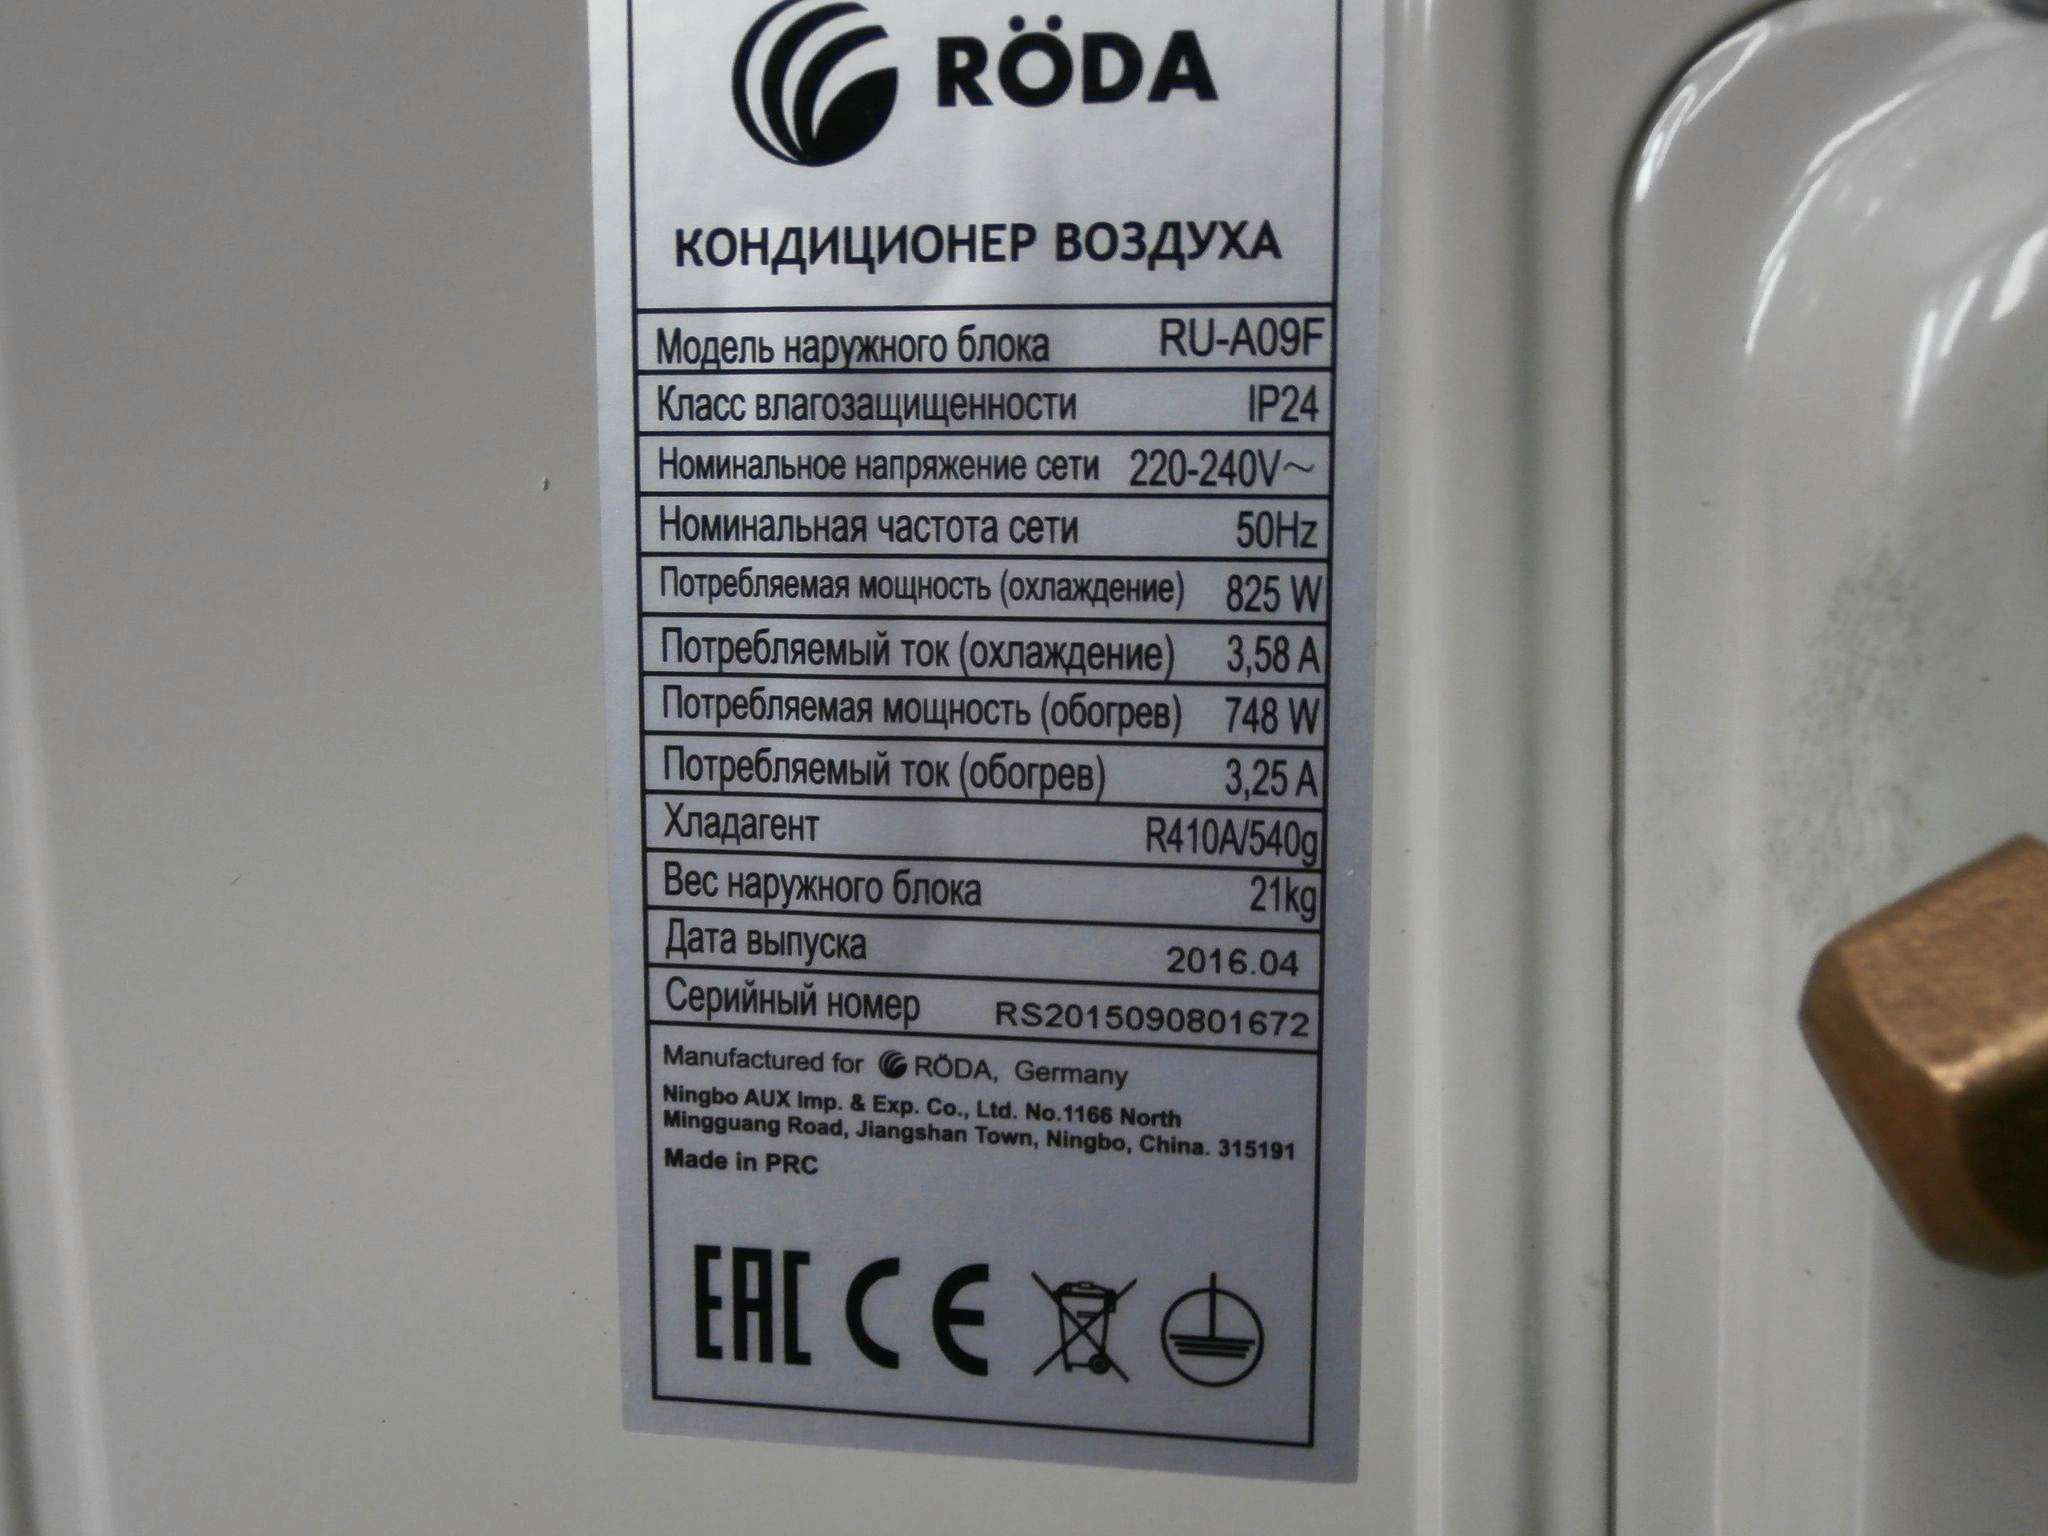 RÖDA
КОНДИЦИОНЕР ВОЗДУХА
Модель наружного блока RU-A09F
Класс влагозащищенности IP24
Номинальное напряжение сети 220-240V~
Номинальная частота сети 50Hz
Потребляемая мощность (охлаждение) 825 W
Потребляемый ток (охлаждение) 3,58 A
Потребляемая мощность (обогрев) 748 W
Потребляемый ток (обогрев) 3,25 A
Хладагент R410A/540g
Вес наружного блока 21kg
Дата выпуска 2016.04
Серийный номер RS2015090801672
Manufactured for RÖDA, Germany
Ningbo AUX Imp. & Exp. Co., Ltd. No.1166 North
Mingguang Road, Jiangshan Town, Ningbo, China. 315191
Made in PRC
EAC CE